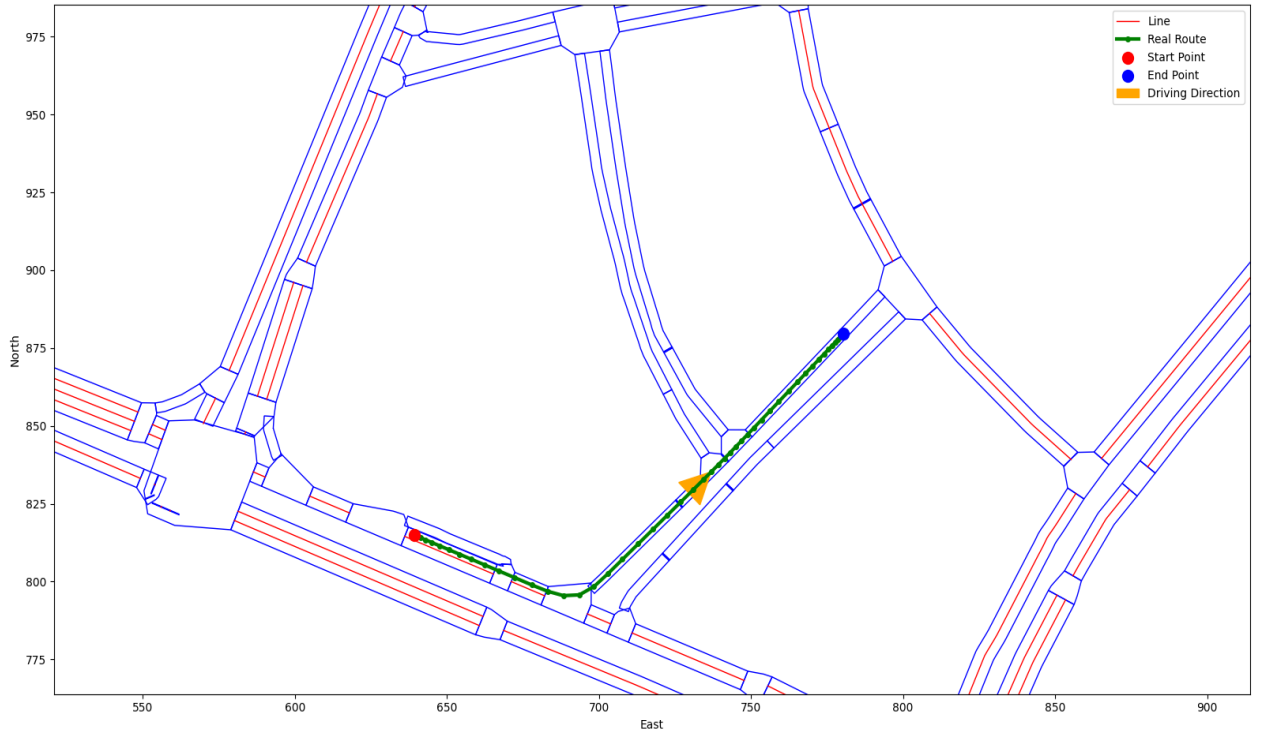 Line
Real Route
Start Point
End Point
Driving Direction
975
950
925
900
875
850
825
800
775
North
550 600 650 700 750 800 850 900
East